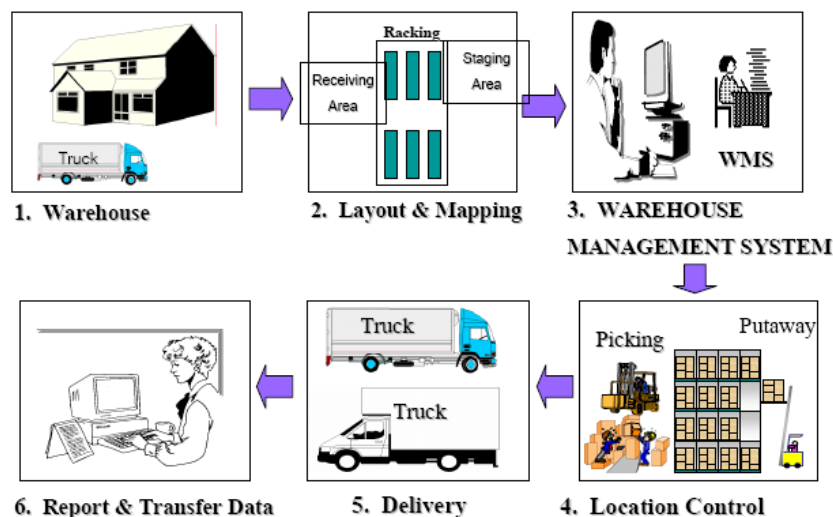 Truck
1. Warehouse
Racking
Receiving
Area
Staging
Area
2. Layout & Mapping
WMS
3. WAREHOUSE
MANAGEMENT SYSTEM
Picking
Putaway
4. Location Control
Truck
Truck
5. Delivery
6. Report & Transfer Data